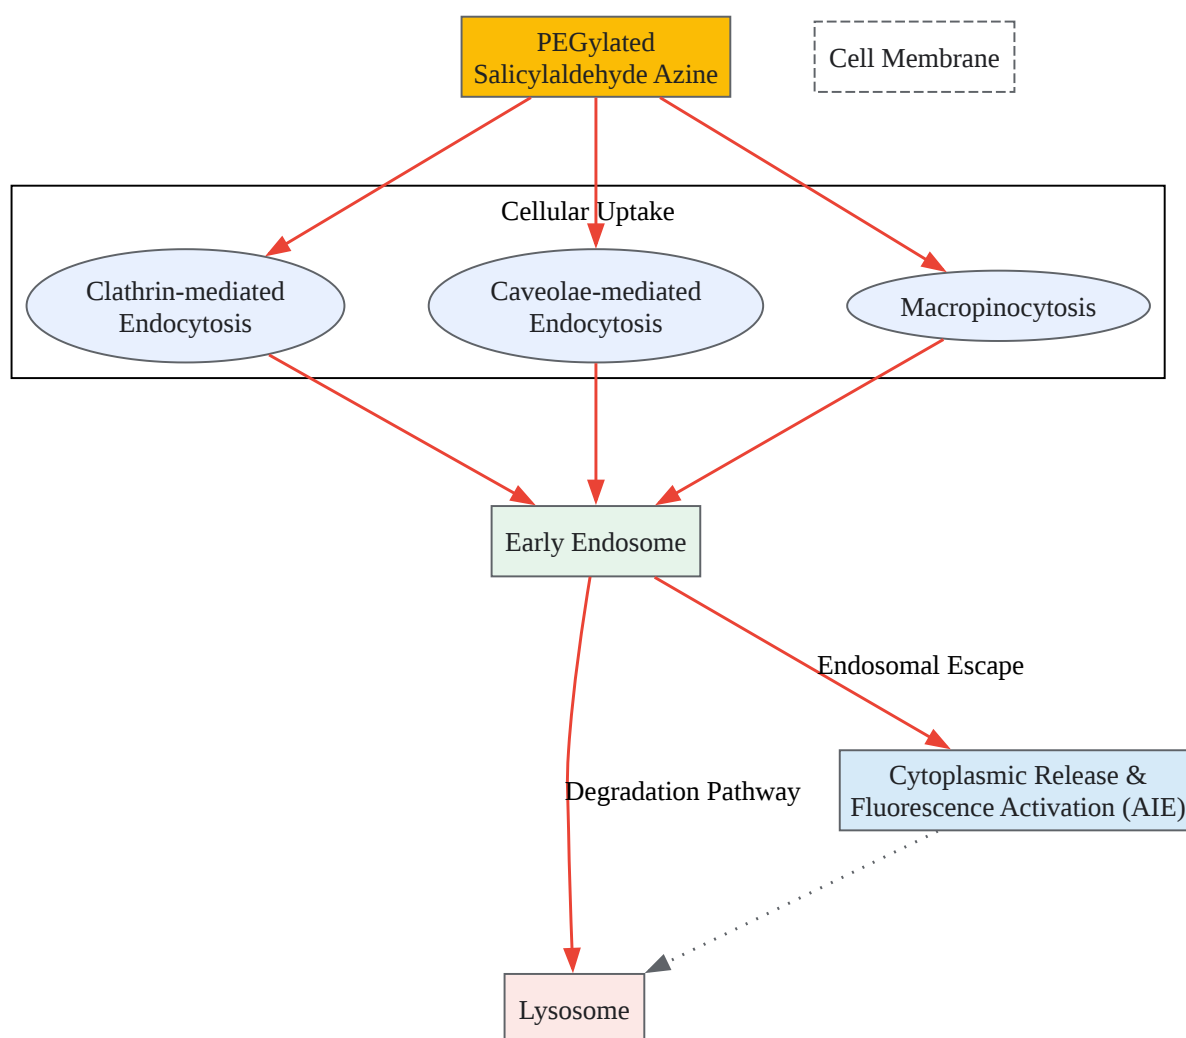 PEGylated
Salicylaldehyde Azine
Cell Membrane
Cellular Uptake
Clathrin-mediated
Endocytosis
Caveolae-mediated
Endocytosis
Macropinocytosis
Early Endosome
Endosomal Escape
Degradation Pathway
Cytoplasmic Release &
Fluorescence Activation (AIE)
Lysosome